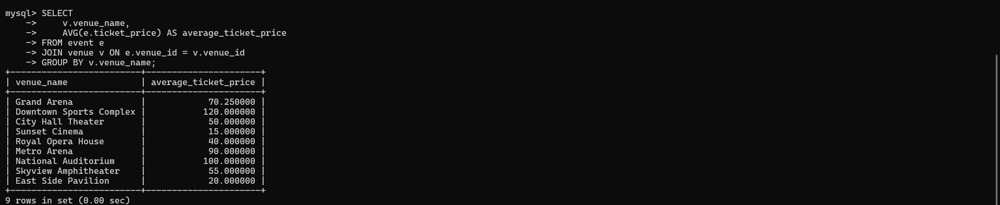 mysql> SELECT
    ->     v.venue_name,
    ->     AVG(e.ticket_price) AS average_ticket_price
    -> FROM event e
    -> JOIN venue v ON e.venue_id = v.venue_id
    -> GROUP BY v.venue_name;
+-------------------------+----------------------+
| venue_name              | average_ticket_price |
+-------------------------+----------------------+
| Grand Arena             |            70.250000 |
| Downtown Sports Complex |           120.000000 |
| City Hall Theater       |            50.000000 |
| Sunset Cinema           |            15.000000 |
| Royal Opera House       |            40.000000 |
| Metro Arena             |            90.000000 |
| National Auditorium     |           100.000000 |
| Skyview Amphitheater    |            55.000000 |
| East Side Pavilion      |            20.000000 |
+-------------------------+----------------------+
9 rows in set (0.00 sec)